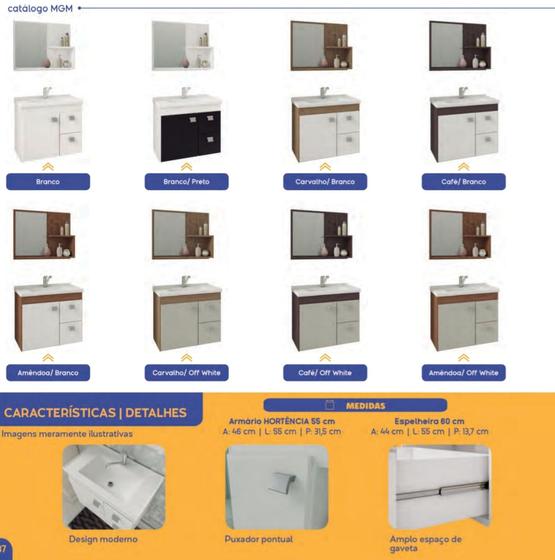 catálogo MGM
Branco
Branco/ Preto
Carvalho/ Branco
Café/ Branco
Amêndoa/ Branco
Carvalho/ Off White
Café/ Off White
Amêndoa/ Off White
CARACTERÍSTICAS | DETALHES
Imagens meramente ilustrativas
MEDIDAS
Armário HORTÊNCIA 55 cm
A: 46 cm | L: 55 cm | P: 31,5 cm
Espelheira 60 cm
A: 44 cm | L: 55 cm | P: 13,7 cm
Design moderno
Puxador pontual
Amplo espaço de
gaveta
37